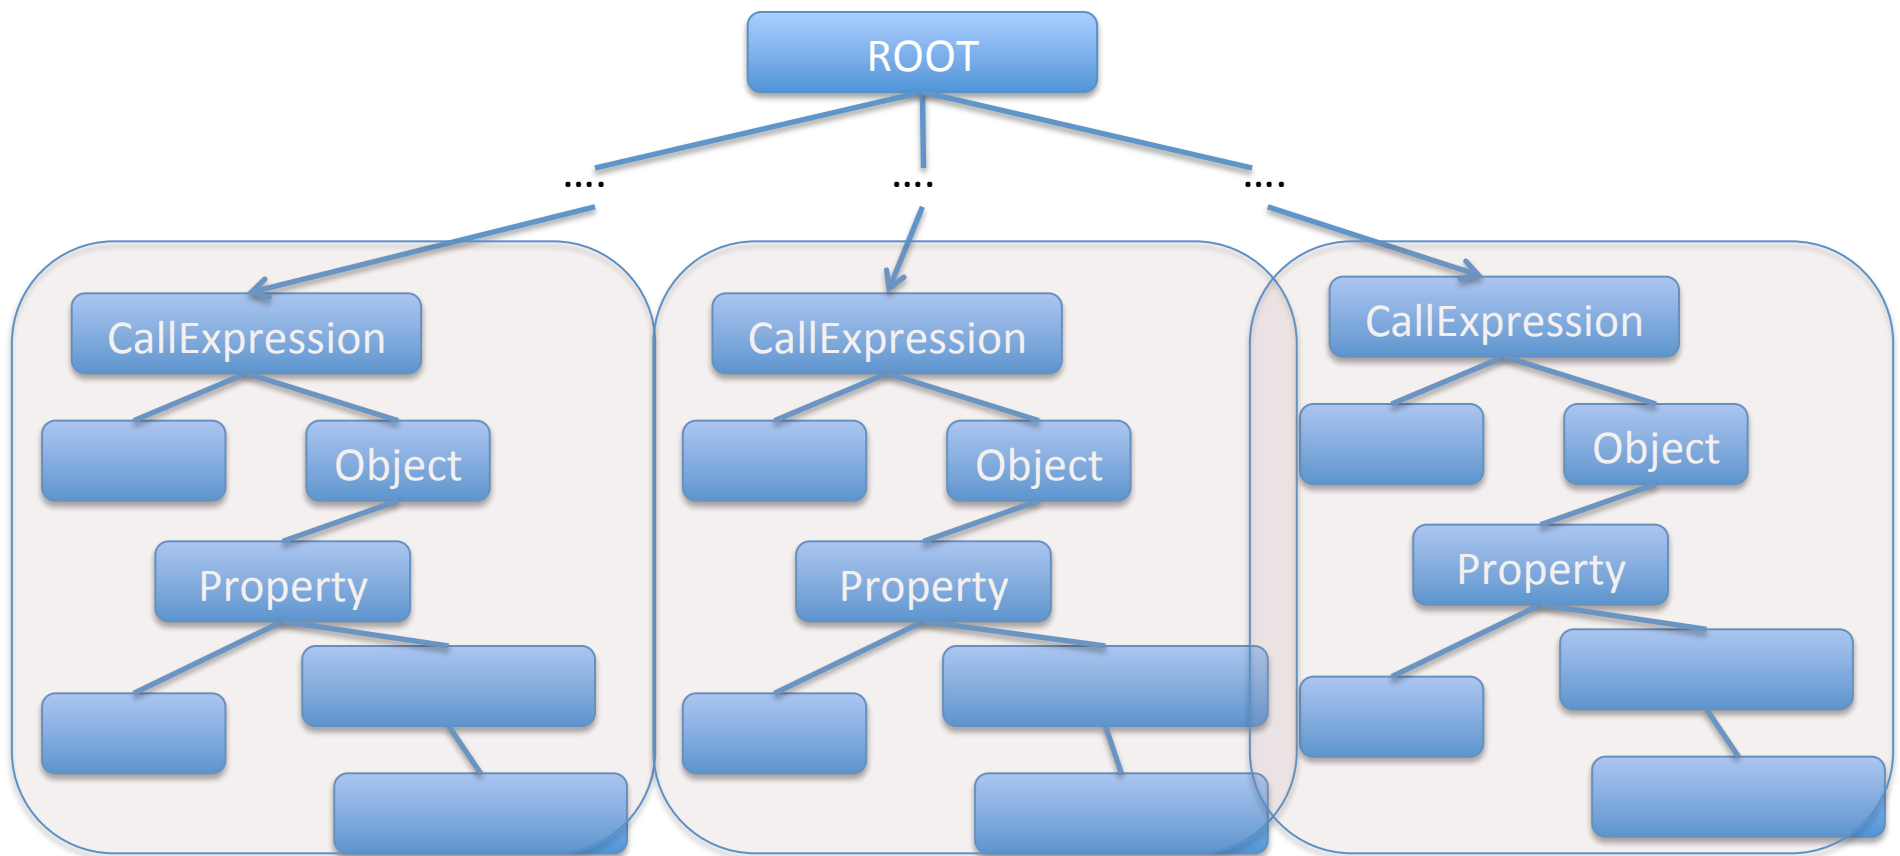 ROOT
....
....
....
CallExpression
CallExpression
CallExpression
Object
Object
Object
Property
Property
Property